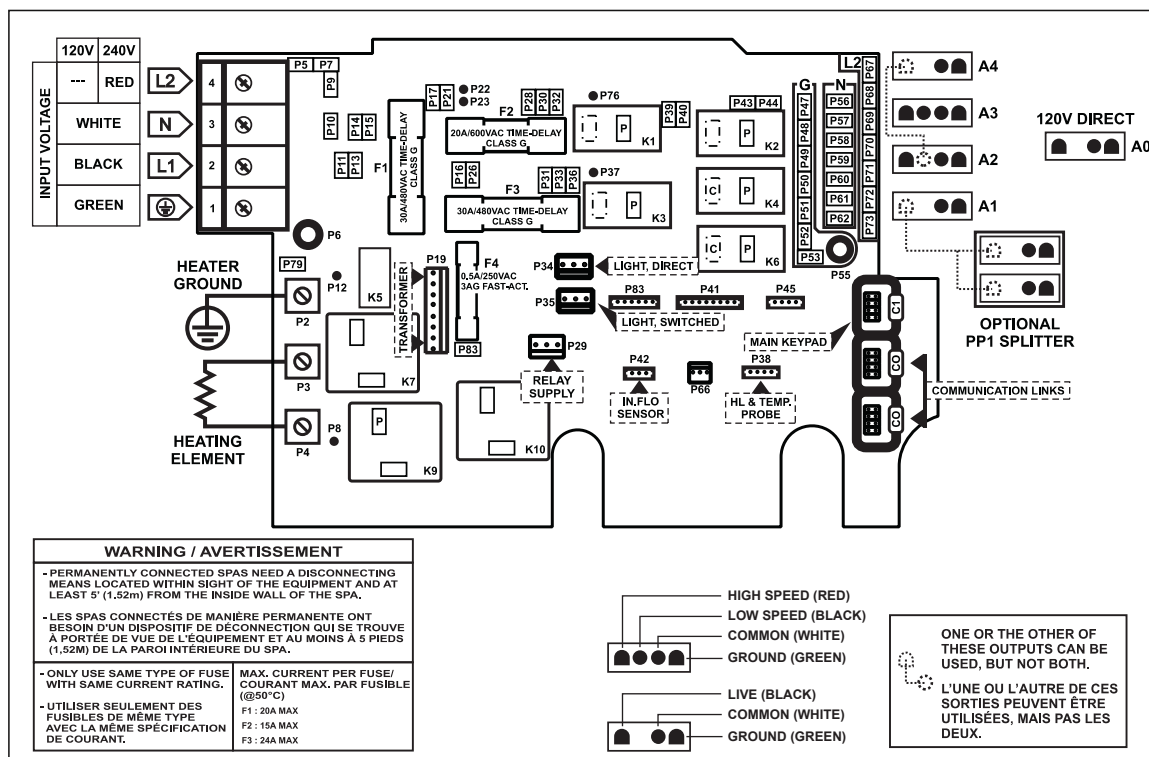 120V 240V
INPUT VOLTAGE
--- RED L2 4
WHITE N 3
BLACK L1 2
GREEN 1
P5 P7
P9
P10
P14
P15
P11
P13
P6
F1
30A/480VAC TIME-DELAY
CLASS G
P17
P21
P22
P23
F2
20A/600VAC TIME-DELAY
CLASS G
P28
P30
P32
P16
P26
F3
30A/480VAC TIME-DELAY
CLASS G
P31
P33
P36
P76
P K1
P39
P40
P37
P K3
P43 P44
P K2
IC P K4
IC P K6
G
P47
P48
P49
P50
P51
P52
P53
N
P56
P57
P58
P59
P60
P61
P62
P55
L2
P67
P68
P69
P70
P71
P72
P73
A4
A3
A2
A1
120V DIRECT
A0
OPTIONAL
PP1 SPLITTER
HEATER
GROUND
P79
P12
P2
K5
P19
TRANSFORMER
F4
0.5A/250VAC
3AG FAST-ACT.
P83
P34
LIGHT, DIRECT
P35
LIGHT, SWITCHED
P83
P41
P45
P29
RELAY
SUPPLY
P42
IN.FLO
SENSOR
P66
P38
HL & TEMP.
PROBE
MAIN KEYPAD
C1
CO
CO
COMMUNICATION LINKS
P3
K7
HEATING
ELEMENT
P4
P8
P
K9
K10
WARNING / AVERTISSEMENT
- PERMANENTLY CONNECTED SPAS NEED A DISCONNECTING
MEANS LOCATED WITHIN SIGHT OF THE EQUIPMENT AND AT
LEAST 5' (1.52m) FROM THE INSIDE WALL OF THE SPA.
- LES SPAS CONNECTÉS DE MANIÈRE PERMANENTE ONT
BESOIN D'UN DISPOSITIF DE DÉCONNECTION QUI SE TROUVE
À PORTÉE DE VUE DE L'ÉQUIPEMENT ET AU MOINS À 5 PIEDS
(1,52M) DE LA PAROI INTÉRIEURE DU SPA.
- ONLY USE SAME TYPE OF FUSE
WITH SAME CURRENT RATING.
- UTILISER SEULEMENT DES
FUSIBLES DE MÊME TYPE
AVEC LA MÊME SPÉCIFICATION
DE COURANT.
MAX. CURRENT PER FUSE/
COURANT MAX. PAR FUSIBLE
(@50°C)
F1 : 20A MAX
F2 : 15A MAX
F3 : 24A MAX
HIGH SPEED (RED)
LOW SPEED (BLACK)
COMMON (WHITE)
GROUND (GREEN)
LIVE (BLACK)
COMMON (WHITE)
GROUND (GREEN)
ONE OR THE OTHER OF
THESE OUTPUTS CAN BE
USED, BUT NOT BOTH.
L'UNE OU L'AUTRE DE CES
SORTIES PEUVENT ÊTRE
UTILISÉES, MAIS PAS LES
DEUX.